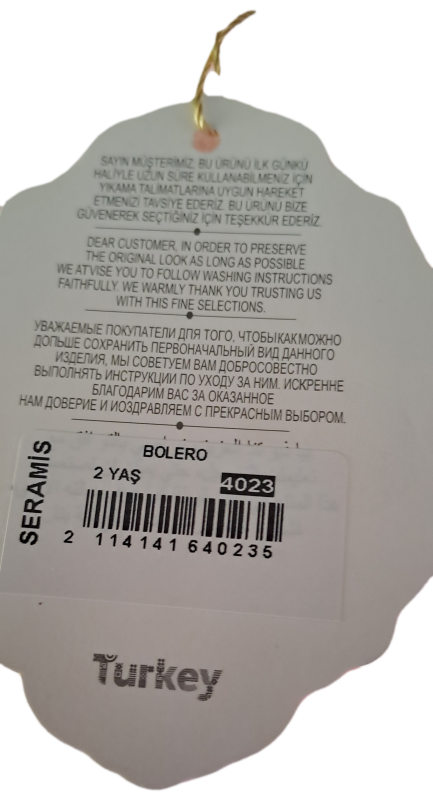 SAYIN MÜŞTERİMİZ, BU ÜRÜNÜ İLK GÜNKÜ
HALİYLE UZUN SÜRE KULLANABİLMENİZ İÇİN
YIKAMA TALİMATLARINA UYGUN HAREKET
ETMENİZİ TAVSİYE EDERİZ. BU ÜRÜNÜ BİZE
GÜVENEREK SEÇTİĞİNİZ İÇİN TEŞEKKÜR EDERİZ.
DEAR CUSTOMER, IN ORDER TO PRESERVE
THE ORIGINAL LOOK AS LONG AS POSSIBLE
WE ATVISE YOU TO FOLLOW WASHING INSTRUCTIONS
FAITHFULLY. WE WARMLY THANK YOU TRUSTING US
WITH THIS FINE SELECTIONS.
УВАЖАЕМЫЕ ПОКУПАТЕЛИ ДПЯ ТОГО, ЧТОБЫ КАК МОЖНО
ДОПЬШЕ СОХРАНИТЬ ПЕРВОНАЧАЛЬНЫЙ ВИД ДАННОГО
ИЗДЕЛИЯ, МЫ СОВЕТУЕМ ВАМ ДОБРОСОВЕСТНО
ВЫПОЛНЯТЬ ИНСТРУКЦИИ ПО УХОДУ ЗА НИМ. ИСКРЕННЕ
БЛАГОДАРИМ ВАС ЗА ОКАЗАННОЕ
НАМ ДОВЕРИЕ И ИОЗДРАВЛЯЕМ С ПРЕКРАСНЫМ ВЫБОРОМ.
SERAMİS
BOLERO
2 YAŞ
4023
2 114141 640235
Turkey